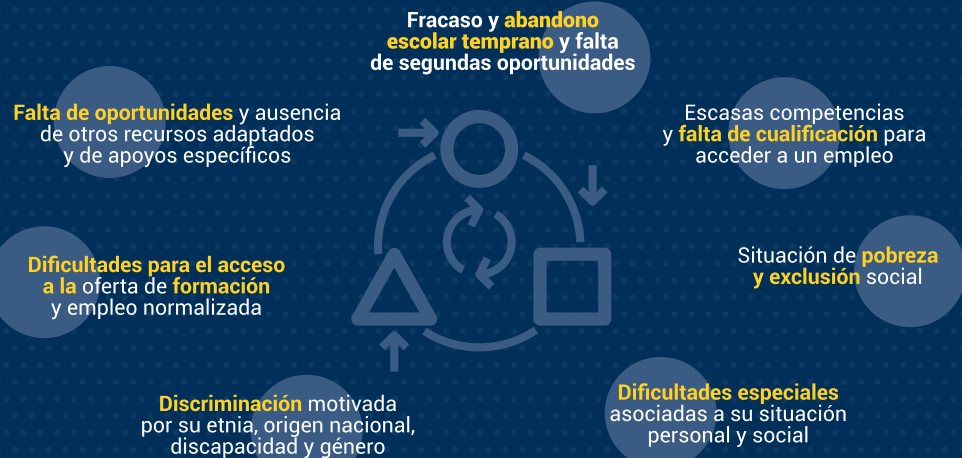 Fracaso y abandono
escolar temprano y falta
de segundas oportunidades
Falta de oportunidades y ausencia
de otros recursos adaptados
y de apoyos específicos
Escasas competencias
y falta de cualificación para
acceder a un empleo
Dificultades para el acceso
a la oferta de formación
y empleo normalizada
Situación de pobreza
y exclusión social
Discriminación motivada
por su etnia, origen nacional,
discapacidad y género
Dificultades especiales
asociadas a su situación
personal y social